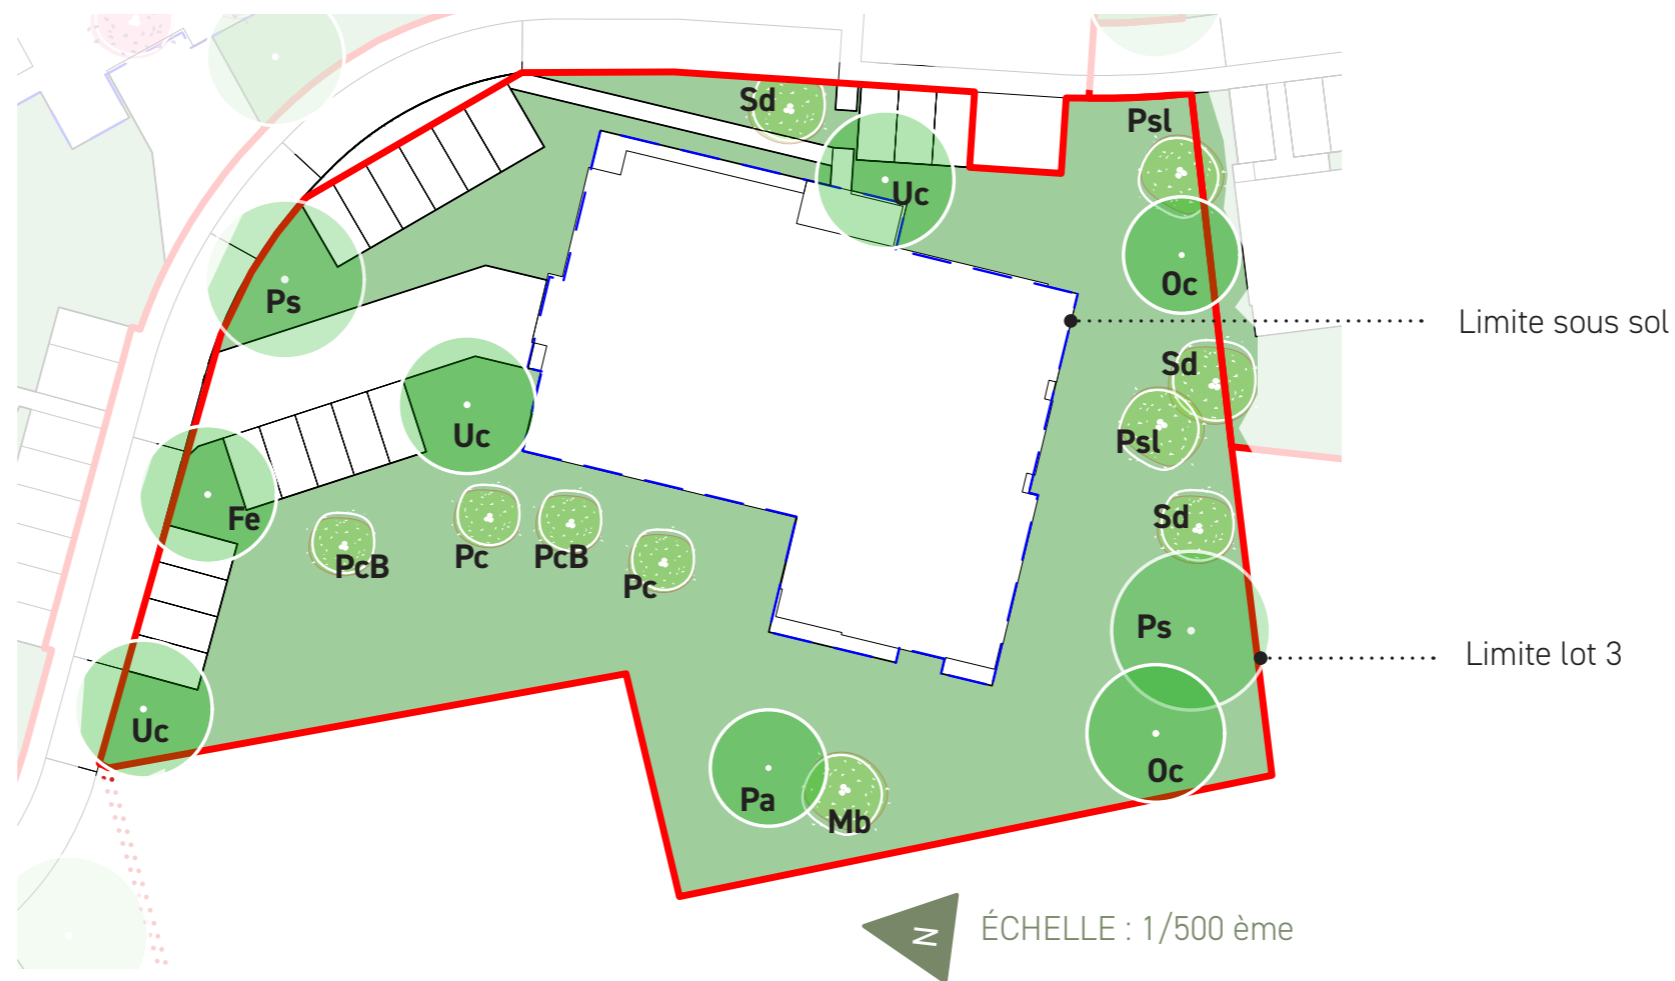 Sd
Psl
Uc
Oc
Ps
Limite sous sol
Sd
Uc
Psl
Fe
Sd
Pc
PcB
PcB
Pc
Ps
Limite lot 3
Uc
Oc
Pa
Mb
N
ÉCHELLE : 1/500 ème